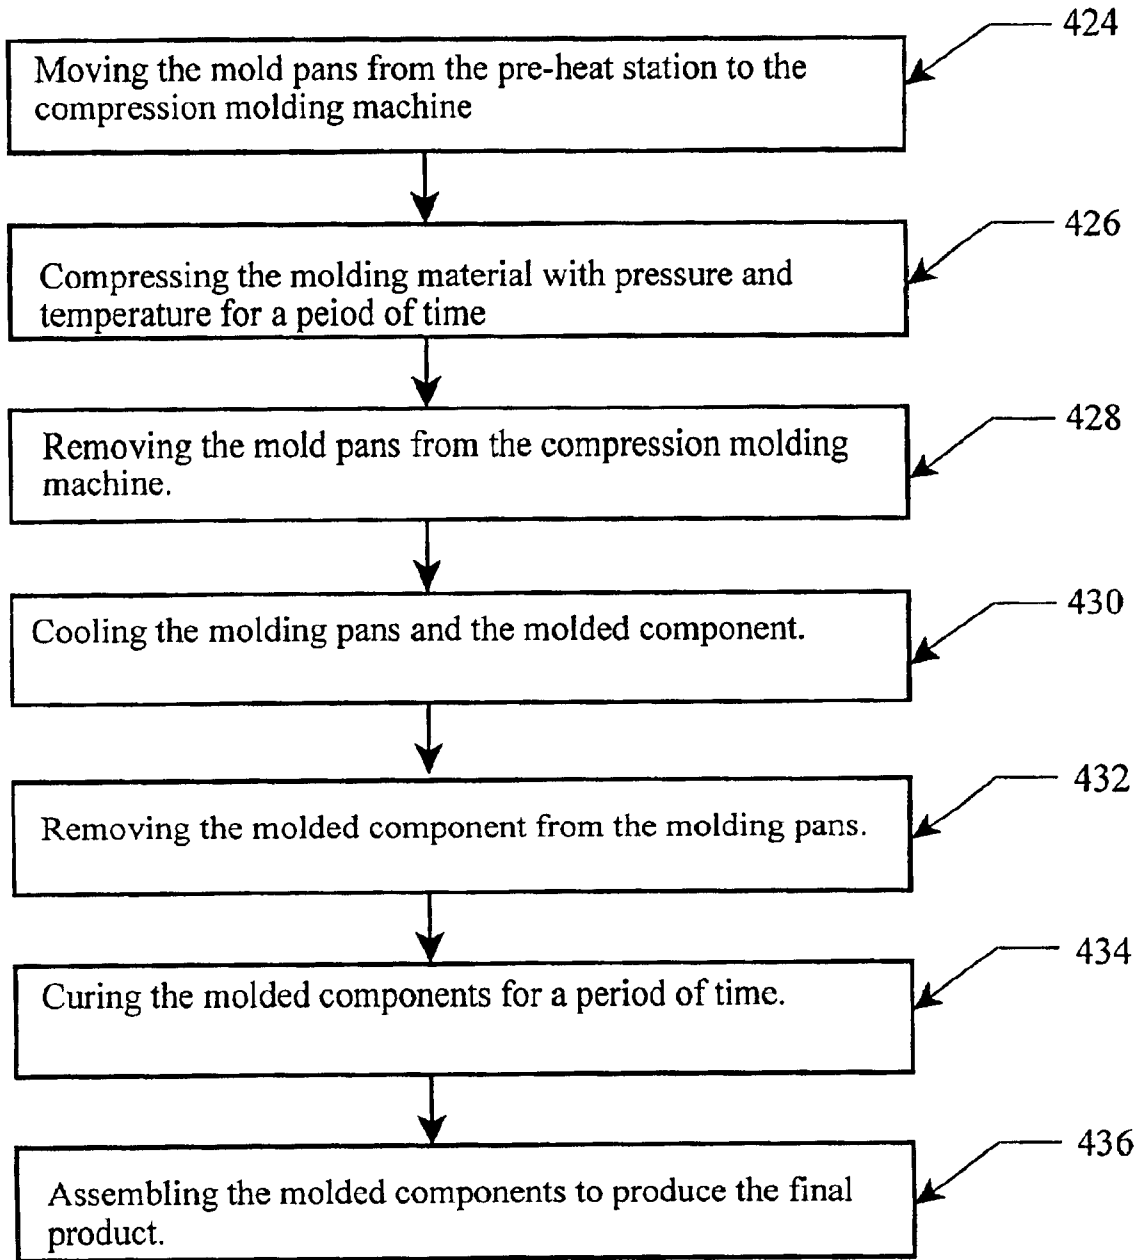 424
Moving the mold pans from the pre-heat station to the
compression molding machine
426
Compressing the molding material with pressure and
temperature for a peiod of time
428
Removing the mold pans from the compression molding
machine.
430
Cooling the molding pans and the molded component.
432
Removing the molded component from the molding pans.
434
Curing the molded components for a period of time.
436
Assembling the molded components to produce the final
product.